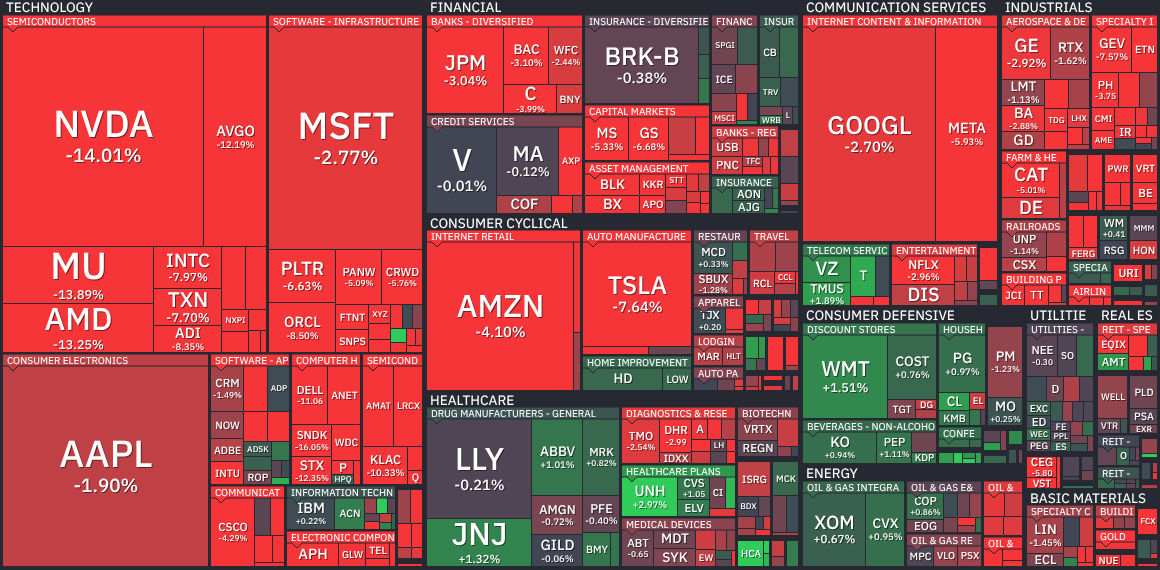 TECHNOLOGY
SEMICONDUCTORS
NVDA
-14.01%
AVGO
-12.19%
MU
-13.89%
AMD
-13.25%
INTC
-7.97%
TXN
-7.70%
ADI
-8.35%
NXPI
SOFTWARE - INFRASTRUCTURE
MSFT
-2.77%
PLTR
-6.63%
ORCL
-8.50%
PANW
-5.09%
CRWD
-5.76%
FTNT
XYZ
SNPS
CONSUMER ELECTRONICS
AAPL
-1.90%
SOFTWARE - AP
CRM
-1.49%
ADP
NOW
ADBE
ADSK
INTU
ROP
COMPUTER H
DELL
-11.06
ANET
SNDK
-16.05%
WDC
STX
-12.35%
P
HPQ
SEMICOND
AMAT
LRCX
KLAC
-10.33%
Q
COMMUNICAT
CSCO
-4.29%
INFORMATION TECHN
IBM
+0.22%
ACN
ELECTRONIC COMPON
APH
GLW
TEL
FINANCIAL
BANKS - DIVERSIFIED
JPM
-3.04%
BAC
-3.10%
WFC
-2.44%
C
-3.99%
BNY
CREDIT SERVICES
V
-0.01%
MA
-0.12%
AXP
COF
INSURANCE - DIVERSIFIE
BRK-B
-0.38%
CAPITAL MARKETS
MS
-5.33%
GS
-6.68%
ASSET MANAGEMENT
BLK
KKR
STT
BX
APO
FINANC
SPGI
ICE
MSCI
INSUR
CB
TRV
WRB
L
BANKS - REG
USB
PNC
TFC
INSURANCE
AON
AJG
CONSUMER CYCLICAL
INTERNET RETAIL
AMZN
-4.10%
AUTO MANUFACTURE
TSLA
-7.64%
HOME IMPROVEMENT
HD
LOW
RESTAUR
MCD
+0.33%
SBUX
-1.28%
TRAVEL
RCL
CCL
APPAREL
TJX
+0.20
LODGIN
MAR
HLT
AUTO PA
HEALTHCARE
DRUG MANUFACTURERS - GENERAL
LLY
-0.21%
JNJ
+1.32%
ABBV
+1.01%
MRK
+0.82%
AMGN
-0.72%
PFE
-0.40%
GILD
-0.06%
BMY
DIAGNOSTICS & RESE
TMO
-2.54%
DHR
-2.99
A
LH
IDXX
HEALTHCARE PLANS
UNH
+2.97%
CVS
+1.05
CI
ELV
MEDICAL DEVICES
ABT
-0.65
MDT
SYK
EW
BIOTECHN
VRTX
REGN
ISRG
BDX
MCK
HCA
COMMUNICATION SERVICES
INTERNET CONTENT & INFORMATION
GOOGL
-2.70%
META
-5.93%
TELECOM SERVIC
VZ
T
TMUS
+1.89%
ENTERTAINMENT
NFLX
-2.96%
DIS
CONSUMER DEFENSIVE
DISCOUNT STORES
WMT
+1.51%
COST
+0.76%
TGT
DG
HOUSEH
PG
+0.97%
CL
EL
KMB
PM
-1.23%
MO
+0.25%
BEVERAGES - NON-ALCOHO
KO
+0.94%
PEP
+1.11%
KDP
CONFE
ENERGY
OIL & GAS INTEGRA
XOM
+0.67%
CVX
+0.95%
OIL & GAS E&
COP
+0.86%
EOG
OIL & GAS RE
MPC
VLO
PSX
OIL &
OIL &
INDUSTRIALS
AEROSPACE & DE
GE
-2.92%
RTX
-1.62%
LMT
-1.13%
BA
-2.88%
TDG
LHX
GD
SPECIALTY I
GEV
-7.57%
ETN
PH
-3.75
CMI
IR
AME
FARM & HE
CAT
-5.01%
DE
PWR
VRT
BE
RAILROADS
UNP
-1.14%
CSX
FERG
WM
+0.41
MMM
RSG
HON
BUILDING P
JCI
TT
SPECIA
URI
AIRLIN
UTILITIE
UTILITIES -
NEE
-0.30
SO
D
EXC
ED
FE
WEC
PPL
PEG
ES
CEG
-5.80
VST
REAL ES
REIT - SPE
EQIX
AMT
WELL
PLD
VTR
PSA
EXR
REIT -
O
REIT -
BASIC MATERIALS
SPECIALTY C
LIN
-1.45%
ECL
BUILDI
GOLD
NUE
FCX